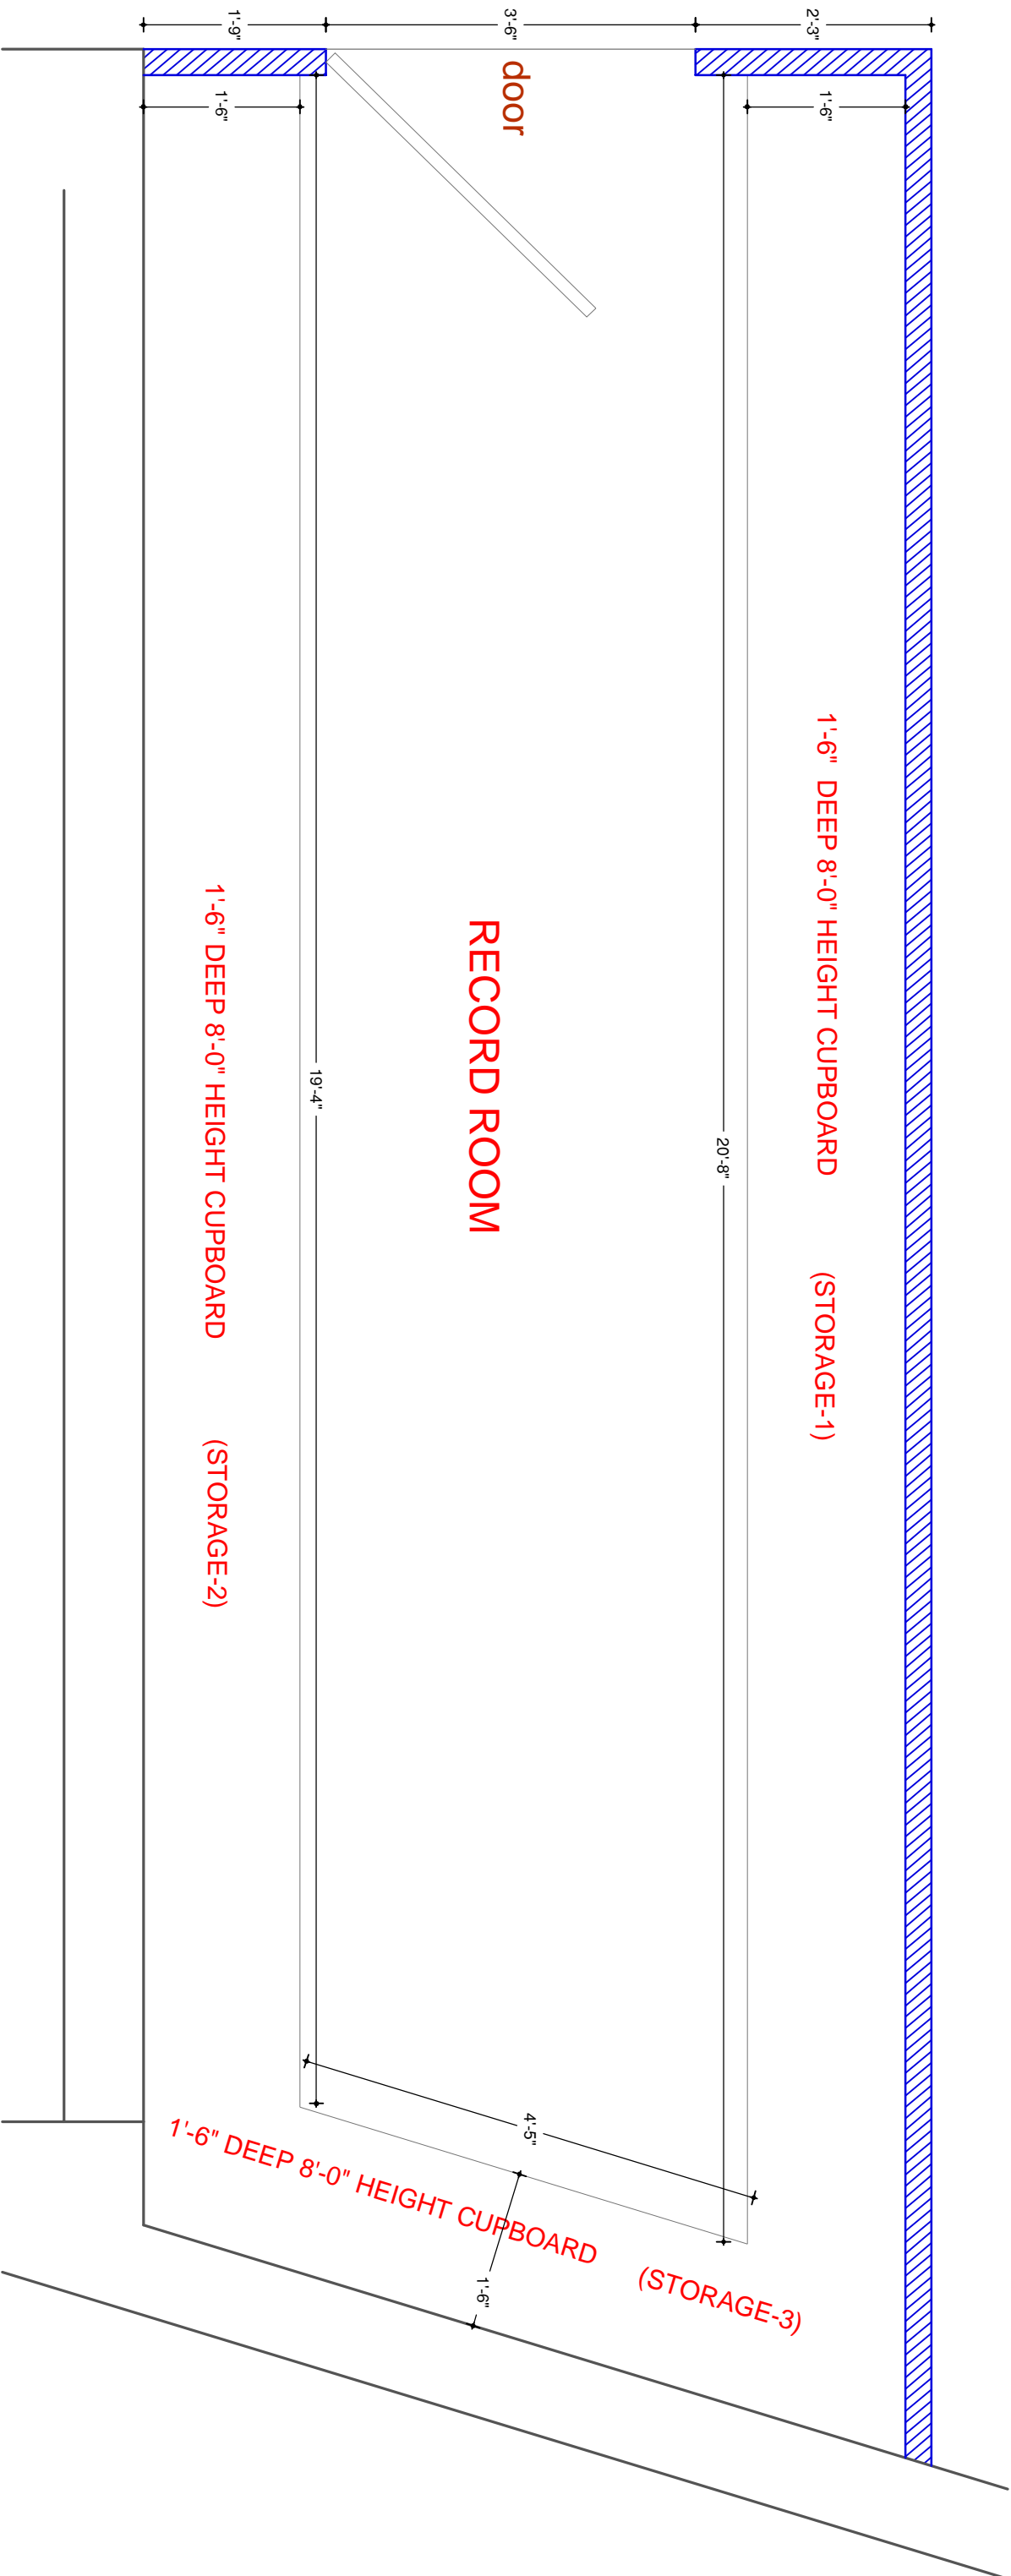 2'-3"
3'-6"
1'-9"
1'-6"
1'-6"
door
1'-6" DEEP 8'-0" HEIGHT CUPBOARD (STORAGE-1)
20'-8"
RECORD ROOM
19'-4"
1'-6" DEEP 8'-0" HEIGHT CUPBOARD (STORAGE-2)
4'-5"
1'-6" DEEP 8'-0" HEIGHT CUPBOARD (STORAGE-3)
1'-6"